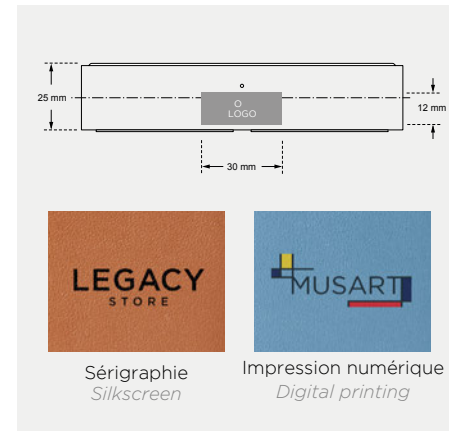 25 mm
O
LOGO
12 mm
30 mm
LEGACY
STORE
MUSART
Sérigraphie
Silkscreen
Impression numérique
Digital printing